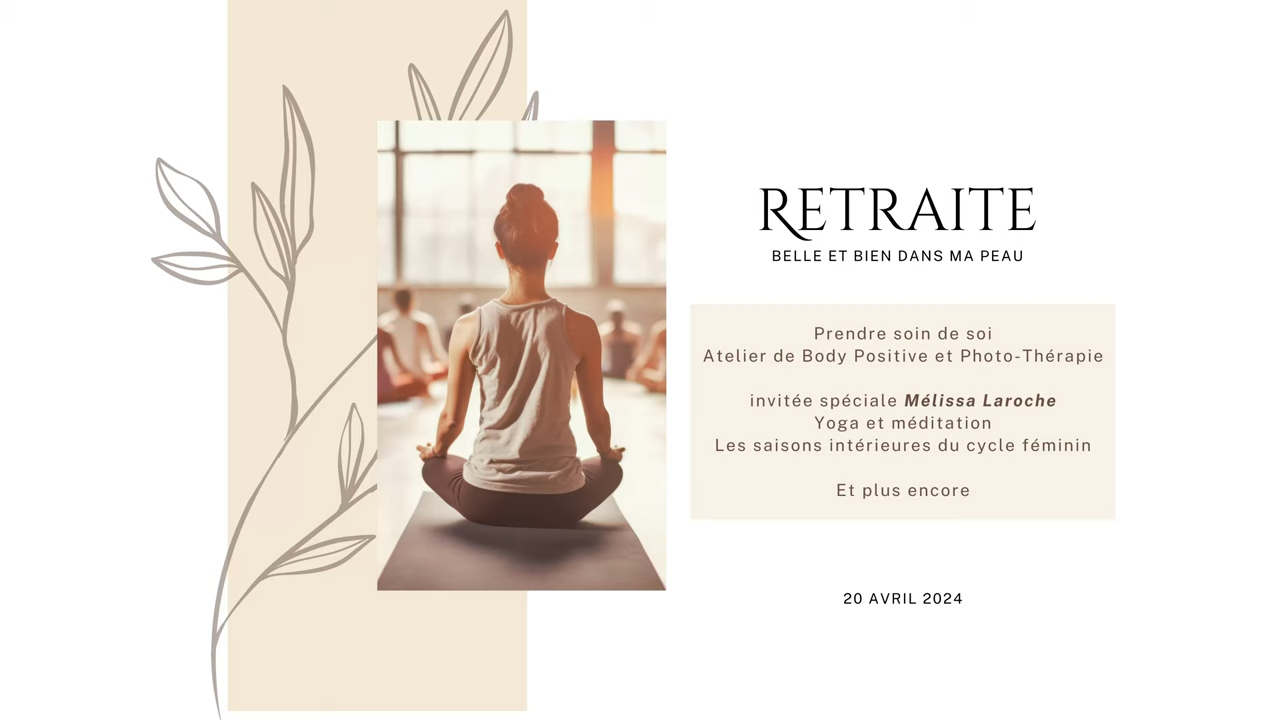 RETRAITE
BELLE ET BIEN DANS MA PEAU
Prendre soin de soi
Atelier de Body Positive et Photo-Thérapie
invitée spéciale Mélissa Laroche
Yoga et méditation
Les saisons intérieures du cycle féminin
Et plus encore
20 AVRIL 2024